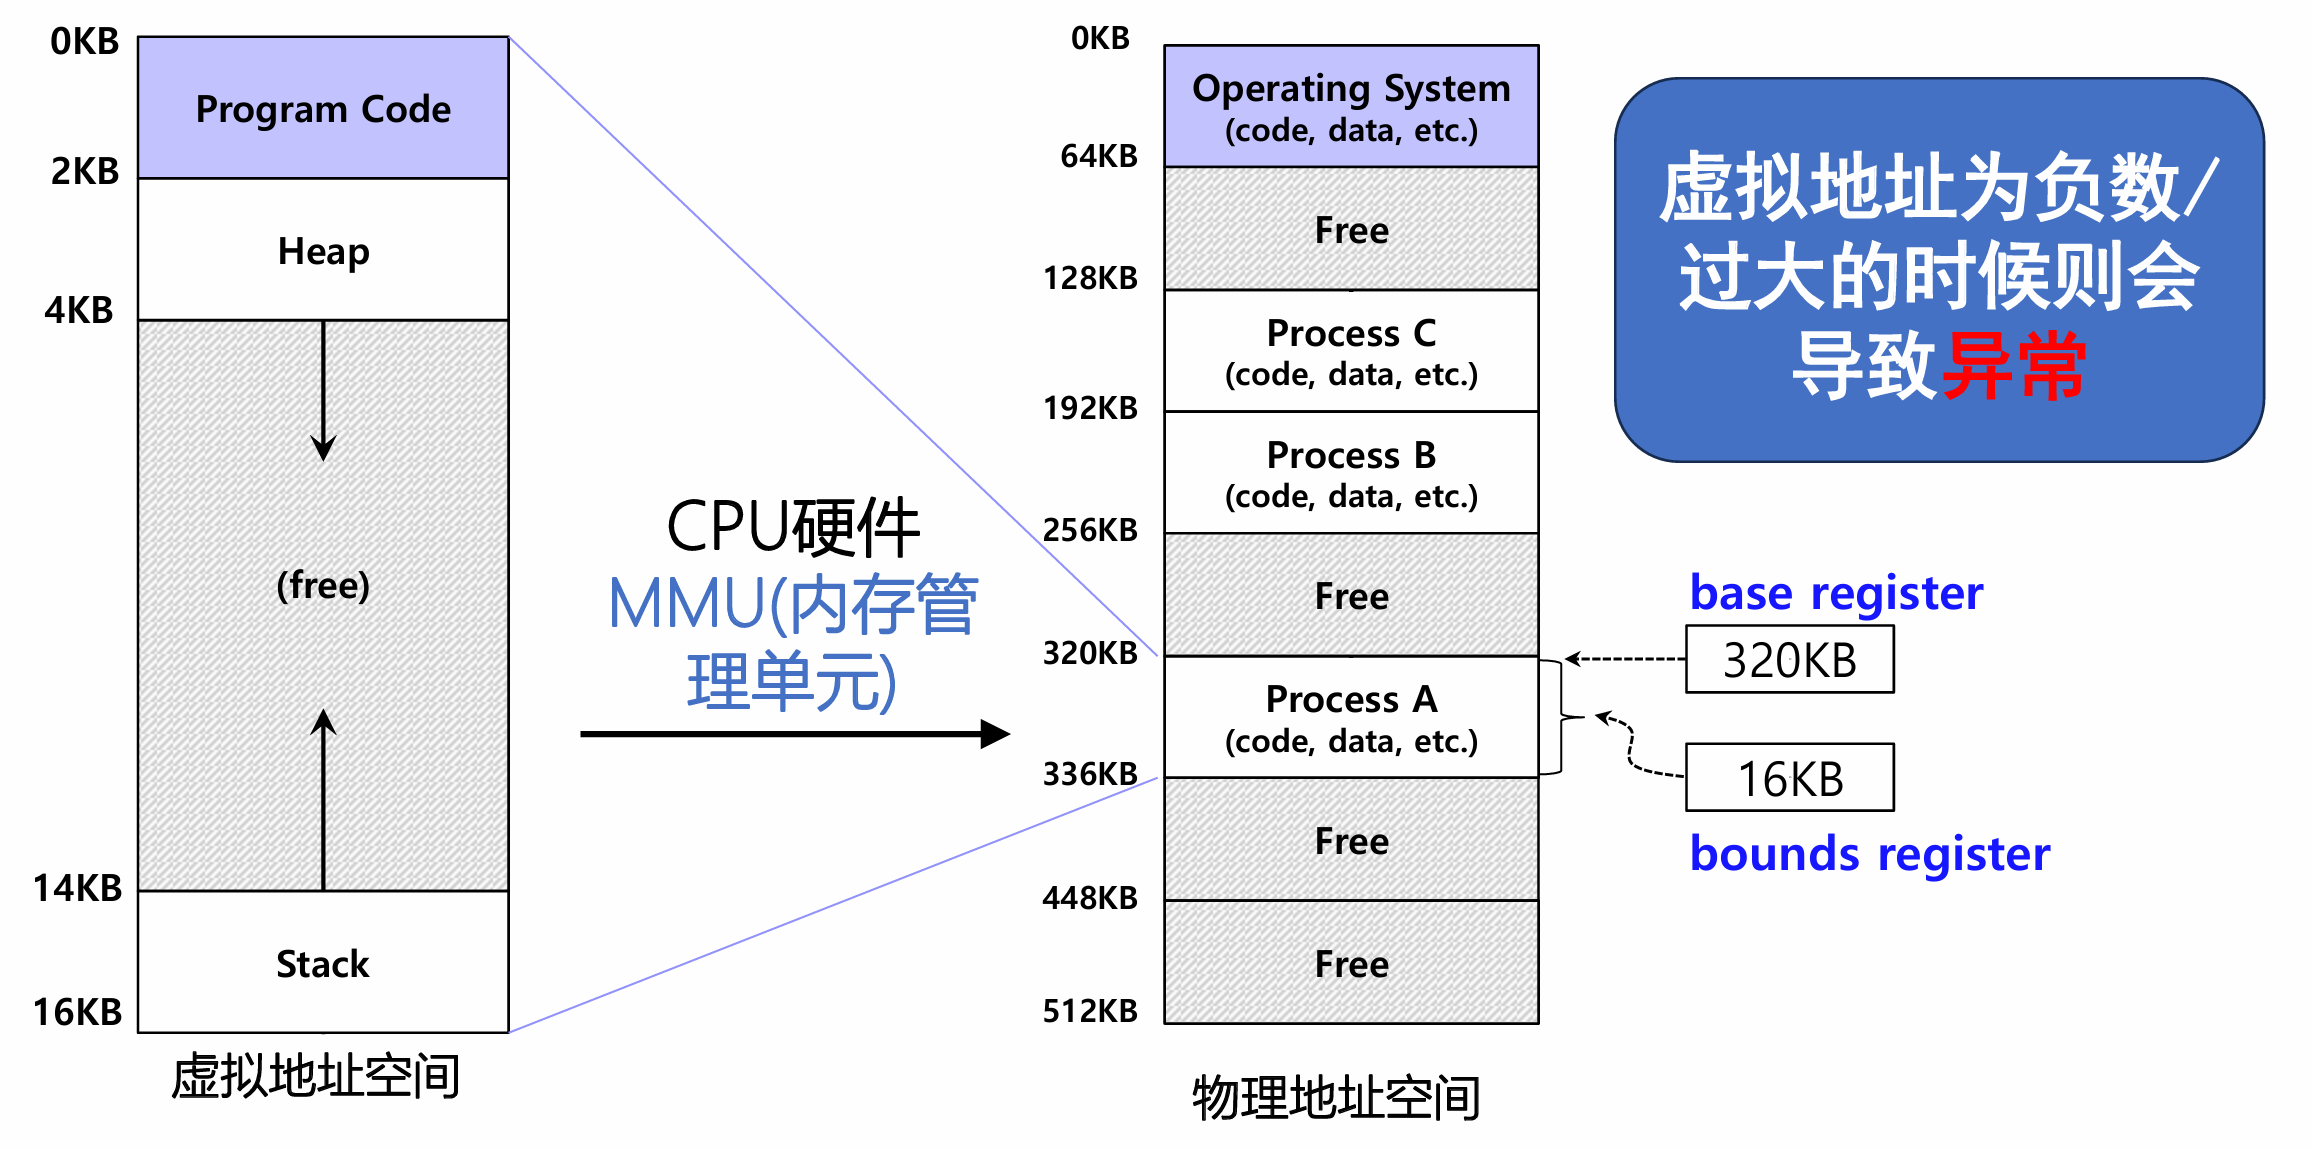 0KB
Program Code
2KB
Heap
4KB
(free)
14KB
Stack
16KB
虚拟地址空间
CPU硬件
MMU(内存管
理单元)
0KB
Operating System
(code, data, etc.)
64KB
Free
128KB
Process C
(code, data, etc.)
192KB
Process B
(code, data, etc.)
256KB
Free
320KB
Process A
(code, data, etc.)
336KB
Free
448KB
Free
512KB
物理地址空间
虚拟地址为负数/
过大的时候则会
导致异常
base register
320KB
16KB
bounds register